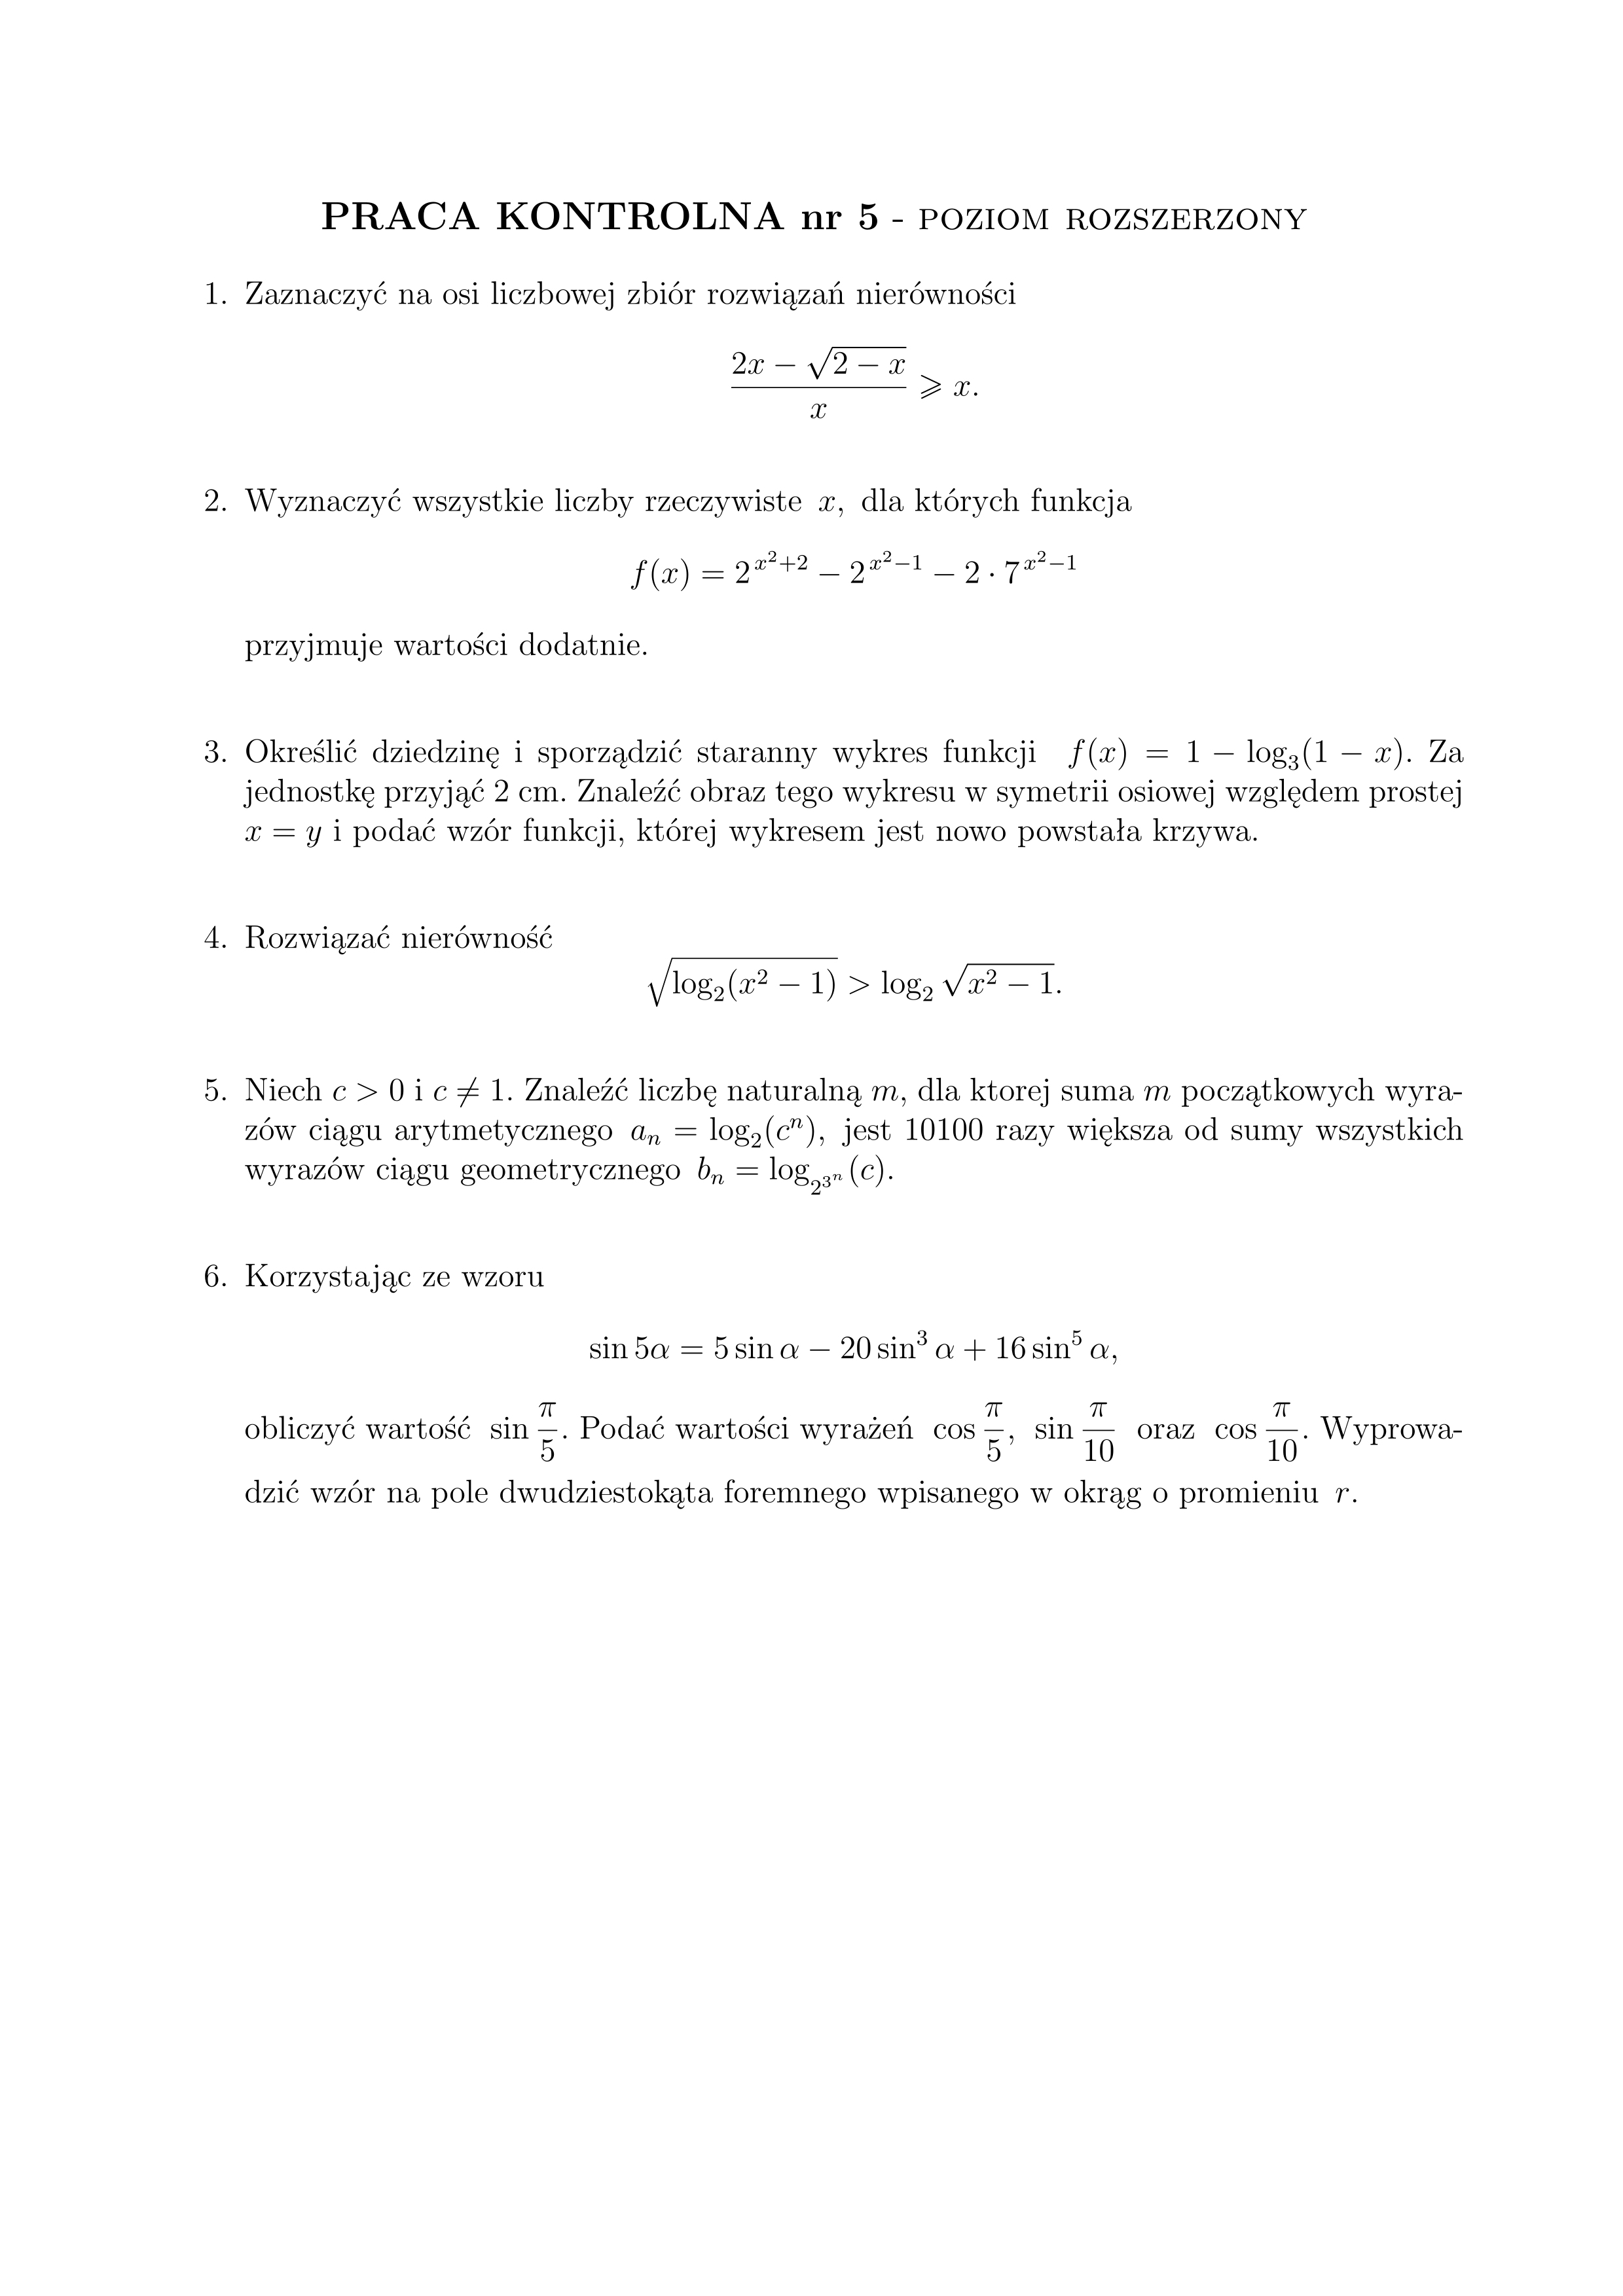 PRACA KONTROLNA nr 5 - POZIOM ROZSZERZONY
1. Zaznaczyć na osi liczbowej zbiór rozwiązań nierówności
$\frac{2x - \sqrt{2 - x}}{x} \geqslant x.$
2. Wyznaczyć wszystkie liczby rzeczywiste $x$, dla których funkcja
$f(x) = 2^{x^2+2} - 2^{x^2-1} - 2 \cdot 7^{x^2-1}$
przyjmuje wartości dodatnie.
3. Określić dziedzinę i sporządzić staranny wykres funkcji $f(x) = 1 - \log_3(1 - x)$. Za
jednostkę przyjąć 2 cm. Znaleźć obraz tego wykresu w symetrii osiowej względem prostej
$x = y$ i podać wzór funkcji, której wykresem jest nowo powstała krzywa.
4. Rozwiązać nierówność
$\sqrt{\log_2(x^2 - 1)} > \log_2 \sqrt{x^2 - 1}.$
5. Niech $c > 0$ i $c \neq 1$. Znaleźć liczbę naturalną $m$, dla ktorej suma $m$ początkowych wyra-
zów ciągu arytmetycznego $a_n = \log_2(c^n)$, jest 10100 razy większa od sumy wszystkich
wyrazów ciągu geometrycznego $b_n = \log_{2^{3^n}}(c)$.
6. Korzystając ze wzoru
$\sin 5\alpha = 5 \sin \alpha - 20 \sin^3 \alpha + 16 \sin^5 \alpha,$
obliczyć wartość $\sin \frac{\pi}{5}$. Podać wartości wyrażeń $\cos \frac{\pi}{5}$, $\sin \frac{\pi}{10}$ oraz $\cos \frac{\pi}{10}$. Wyprowa-
dzić wzór na pole dwudziestokąta foremnego wpisanego w okrąg o promieniu $r$.